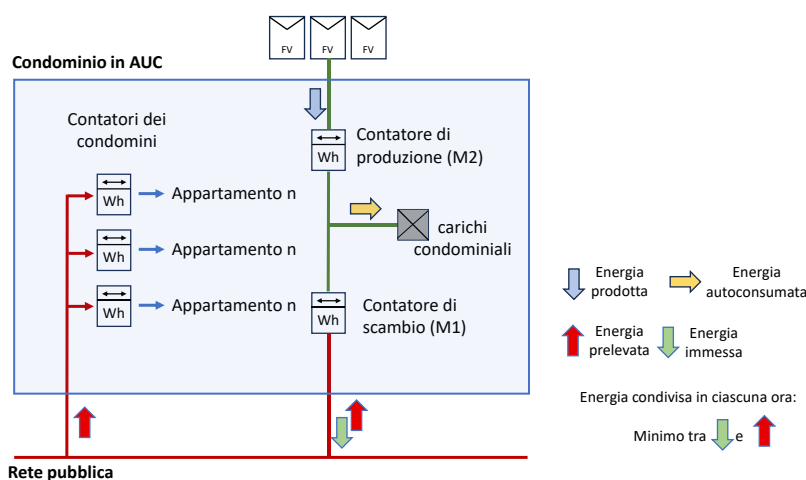 FV FV FV
Condominio in AUC
Contatori dei
condomini
Contatore di
produzione (M2)
Wh
Wh
Appartamento n
carichi
condominiali
Wh
Appartamento n
Wh
Appartamento n
Contatore di
scambio (M1)
Wh
Energia
prodotta
Energia
autoconsumata
Energia
prelevata
Energia
immessa
Energia condivisa in ciascuna ora:
Minimo tra e
Rete pubblica